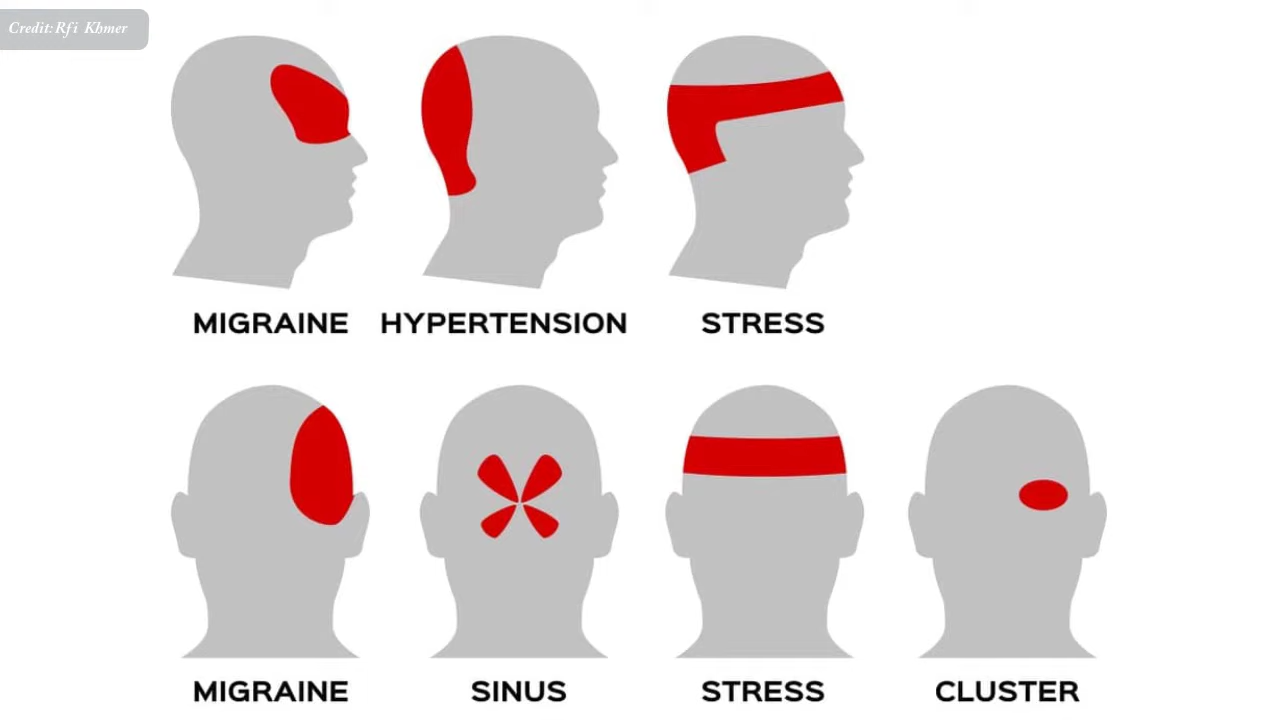 Credit:Rfi Khmer
MIGRAINE
HYPERTENSION
STRESS
MIGRAINE
SINUS
STRESS
CLUSTER